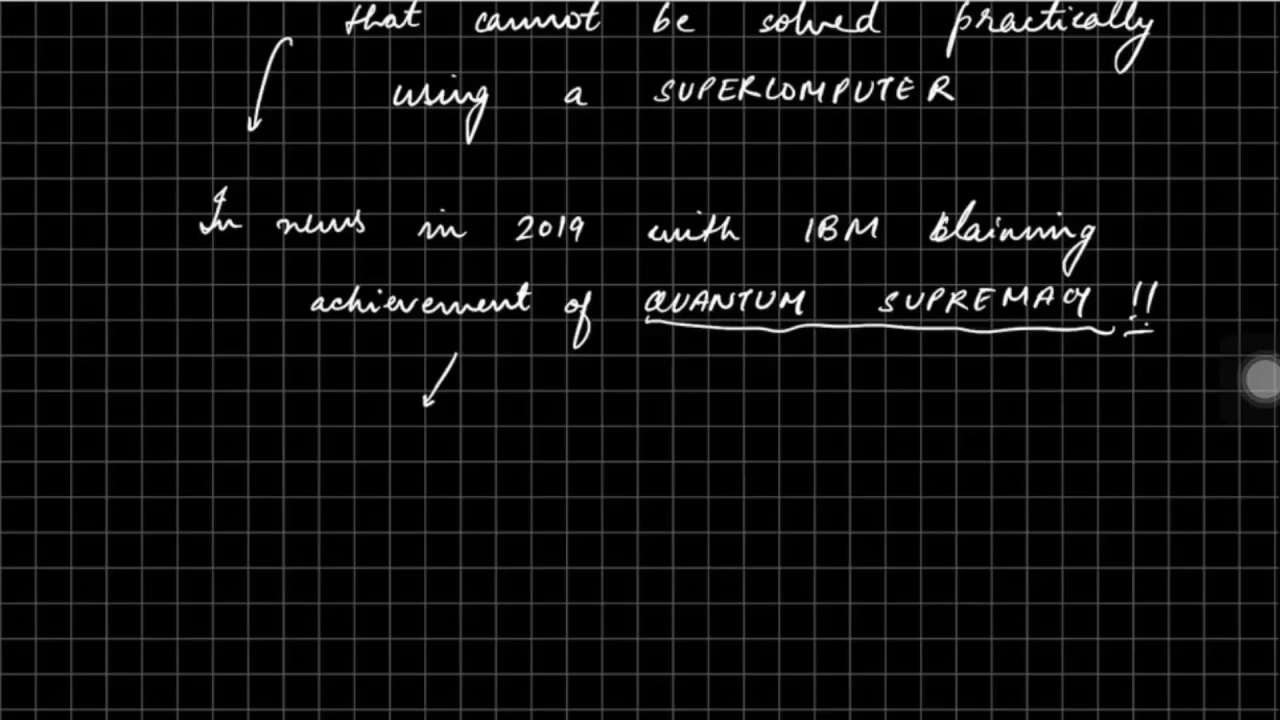 that cannot be solved practically
using a SUPERCOMPUTER
In news in 2019 with IBM claiming
achievement of QUANTUM SUPREMACY !!